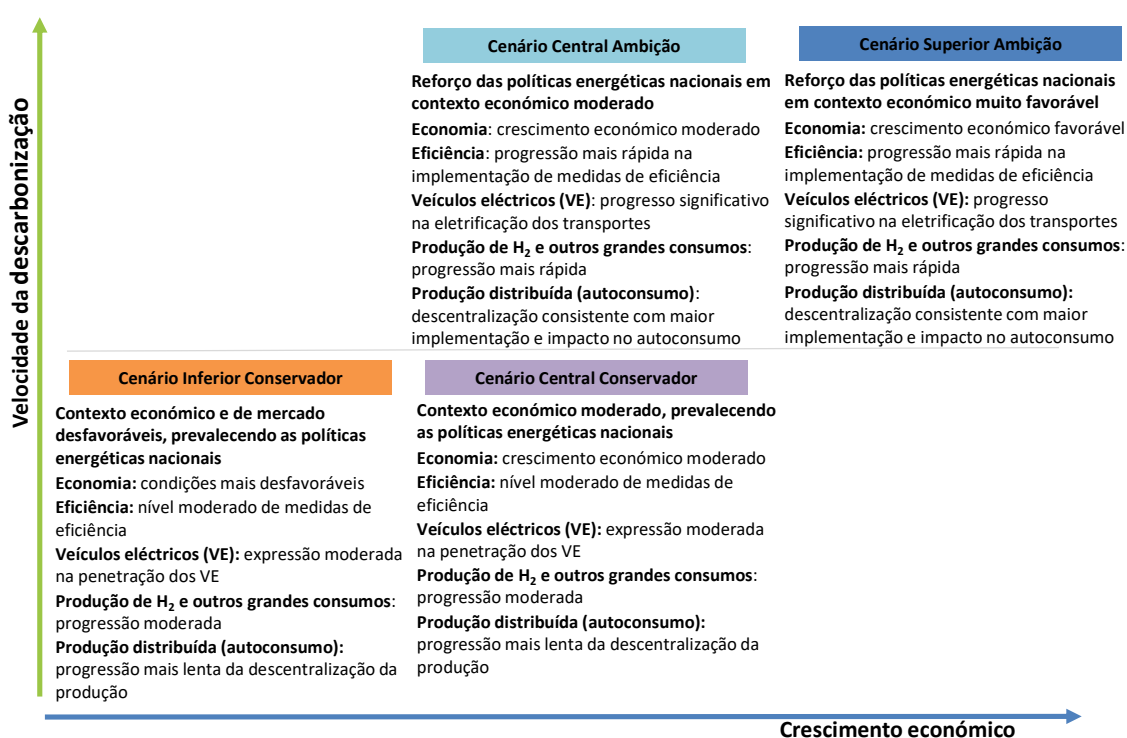 Velocidade da descarbonização
Cenário Central Ambição
Reforço das políticas energéticas nacionais em
contexto económico moderado
Economia: crescimento económico moderado
Eficiência: progressão mais rápida na
implementação de medidas de eficiência
Veículos eléctricos (VE): progresso significativo
na eletrificação dos transportes
Produção de H₂ e outros grandes consumos:
progressão mais rápida
Produção distribuída (autoconsumo):
descentralização consistente com maior
implementação e impacto no autoconsumo
Cenário Superior Ambição
Reforço das políticas energéticas nacionais
em contexto económico muito favorável
Economia: crescimento económico favorável
Eficiência: progressão mais rápida na
implementação de medidas de eficiência
Veículos eléctricos (VE): progresso
significativo na eletrificação dos transportes
Produção de H₂ e outros grandes consumos:
progressão mais rápida
Produção distribuída (autoconsumo):
descentralização consistente com maior
implementação e impacto no autoconsumo
Cenário Inferior Conservador
Contexto económico e de mercado
desfavoráveis, prevalecendo as políticas
energéticas nacionais
Economia: condições mais desfavoráveis
Eficiência: nível moderado de medidas de
eficiência
Veículos eléctricos (VE): expressão moderada
na penetração dos VE
Produção de H₂ e outros grandes consumos:
progressão moderada
Produção distribuída (autoconsumo):
progressão mais lenta da descentralização da
produção
Cenário Central Conservador
Contexto económico moderado, prevalecendo
as políticas energéticas nacionais
Economia: crescimento económico moderado
Eficiência: nível moderado de medidas de
eficiência
Veículos eléctricos (VE): expressão moderada
na penetração dos VE
Produção de H₂ e outros grandes consumos:
progressão moderada
Produção distribuída (autoconsumo):
progressão mais lenta da descentralização da
produção
Crescimento económico